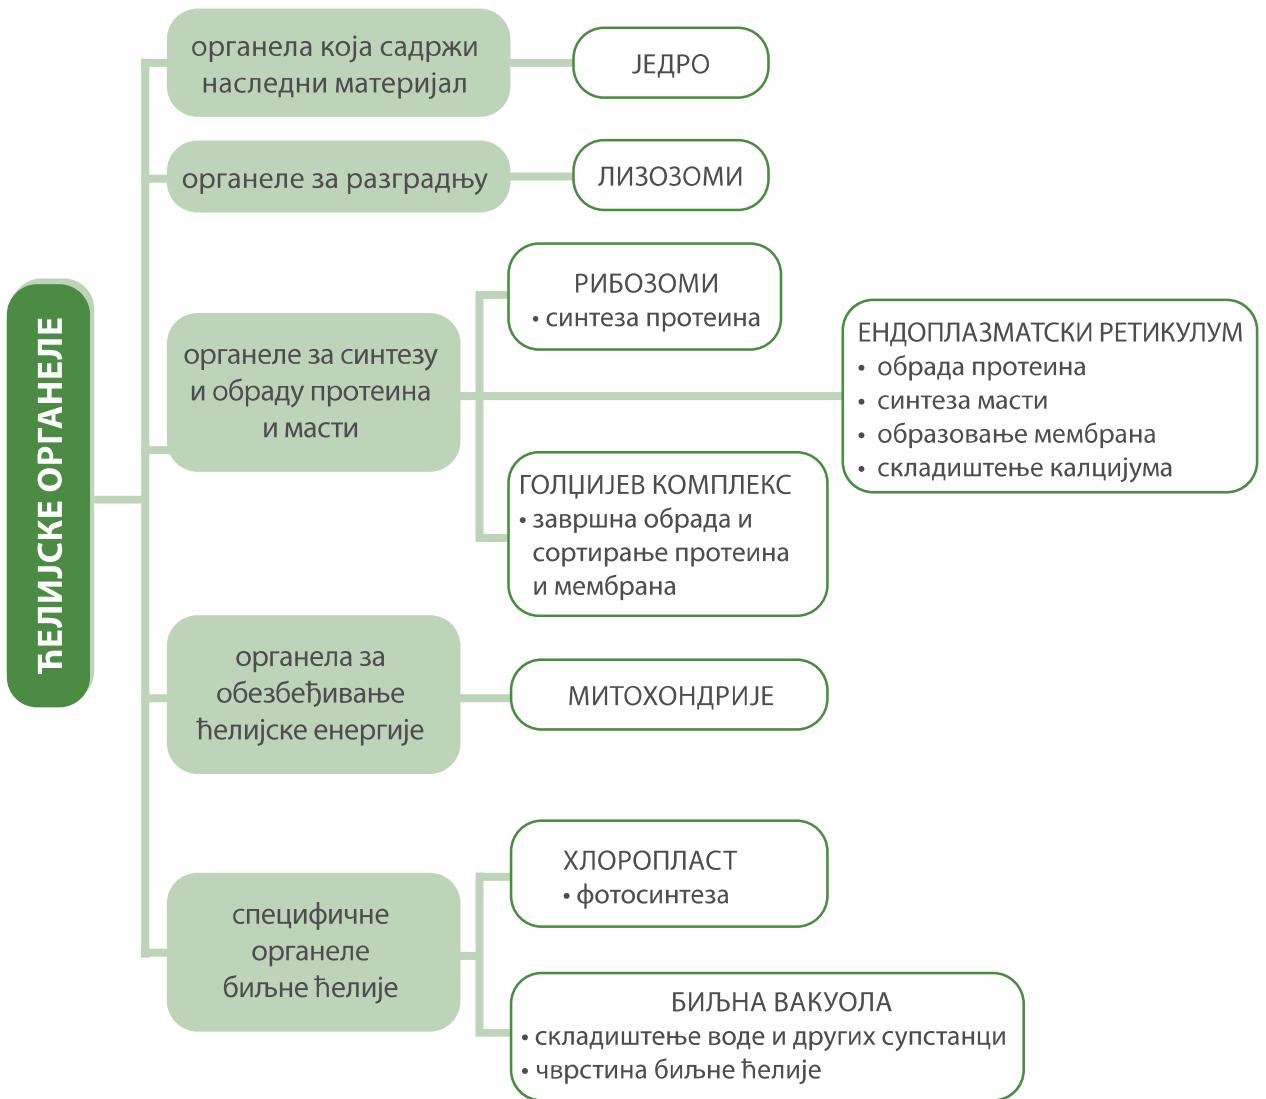 ЋЕЛИЈСКЕ ОРГАНЕЛЕ
органела која садржи
наследни материјал
ЈЕДРО
органеле за разградњу
ЛИЗОЗОМИ
органеле за синтезу
и обраду протеина
и масти
РИБОЗОМИ
• синтеза протеина
ЕНДОПЛАЗМАТСКИ РЕТИКУЛУМ
• обрада протеина
• синтеза масти
• образовање мембрана
• складиштење калцијума
ГОЛЏИЈЕВ КОМПЛЕКС
• завршна обрада и
сортирање протеина
и мембрана
органела за
обезбеђивање
ћелијске енергије
МИТОХОНДРИЈЕ
специфичне
органеле
биљне ћелије
ХЛОРОПЛАСТ
• фотосинтеза
БИЉНА ВАКУОЛА
• складиштење воде и других супстанци
• чврстина биљне ћелије